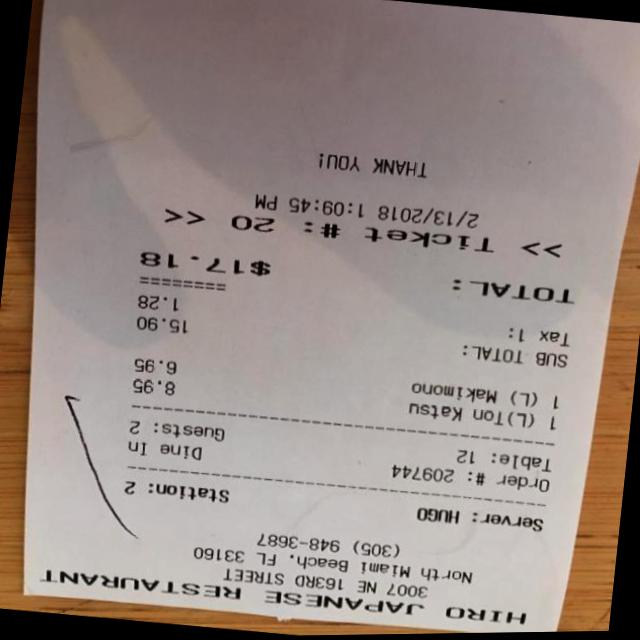 HIRO JAPANESE RESTAURANT
3007 NE 163RD STREET
North Miami Beach, FL 33160
(305) 948-3687
Server: HUGO Station: 2
Order #: 209744 Dine In
Table: 12 Guests: 2
1 (L)Ton Katsu 8.95
1 (L) Makimono 6.95
SUB TOTAL: 15.90
Tax 1: 1.28
========
TOTAL: $17.18
>> Ticket #: 20 <<
2/13/2018 1:09:45 PM
THANK YOU!